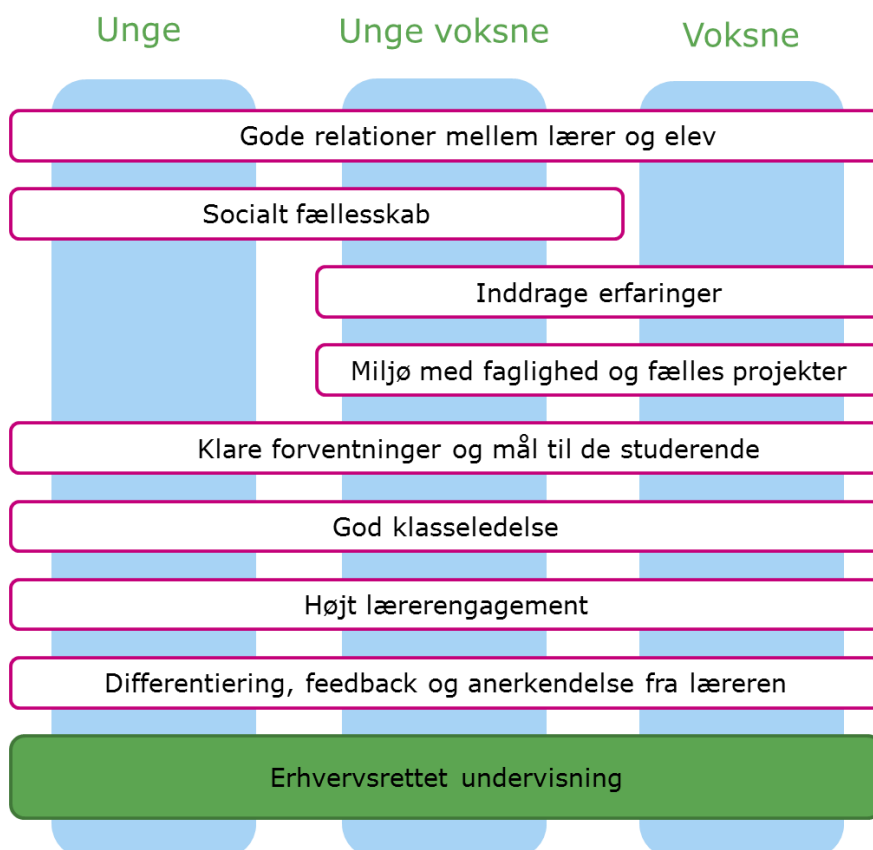 Unge
Unge voksne
Voksne
Gode relationer mellem lærer og elev
Socialt fællesskab
Inddrage erfaringer
Miljø med faglighed og fælles projekter
Klare forventninger og mål til de studerende
God klasseledelse
Højt lærerengagement
Differentiering, feedback og anerkendelse fra læreren
Erhvervsrettet undervisning